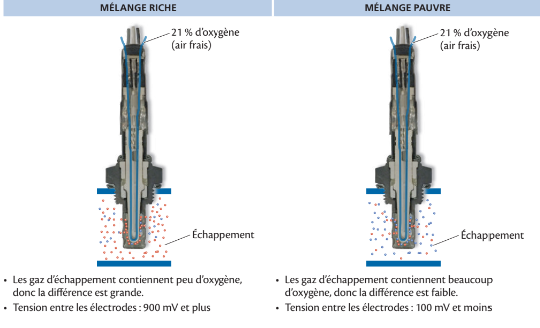 MÉLANGE RICHE
21 % d'oxygène
(air frais)
Échappement
• Les gaz d'échappement contiennent peu d'oxygène,
donc la différence est grande.
• Tension entre les électrodes : 900 mV et plus
MÉLANGE PAUVRE
21 % d'oxygène
(air frais)
Échappement
• Les gaz d'échappement contiennent beaucoup
d'oxygène, donc la différence est faible.
• Tension entre les électrodes : 100 mV et moins